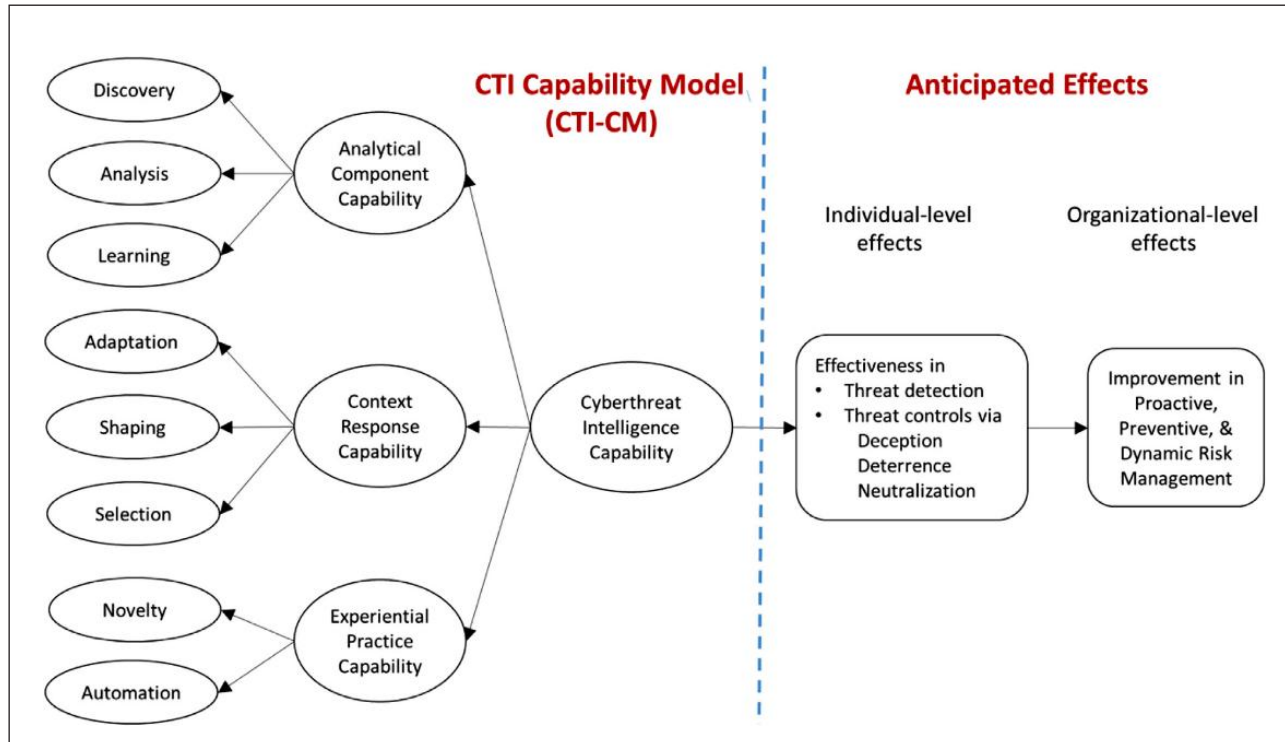 CTI Capability Model
(CTI-CM)
Anticipated Effects
Discovery
Analysis
Learning
Analytical
Component
Capability
Individual-level
effects
Organizational-level
effects
Adaptation
Shaping
Selection
Context
Response
Capability
Cyberthreat
Intelligence
Capability
Effectiveness in
• Threat detection
• Threat controls via
Deception
Deterrence
Neutralization
Improvement in
Proactive,
Preventive, &
Dynamic Risk
Management
Novelty
Automation
Experiential
Practice
Capability